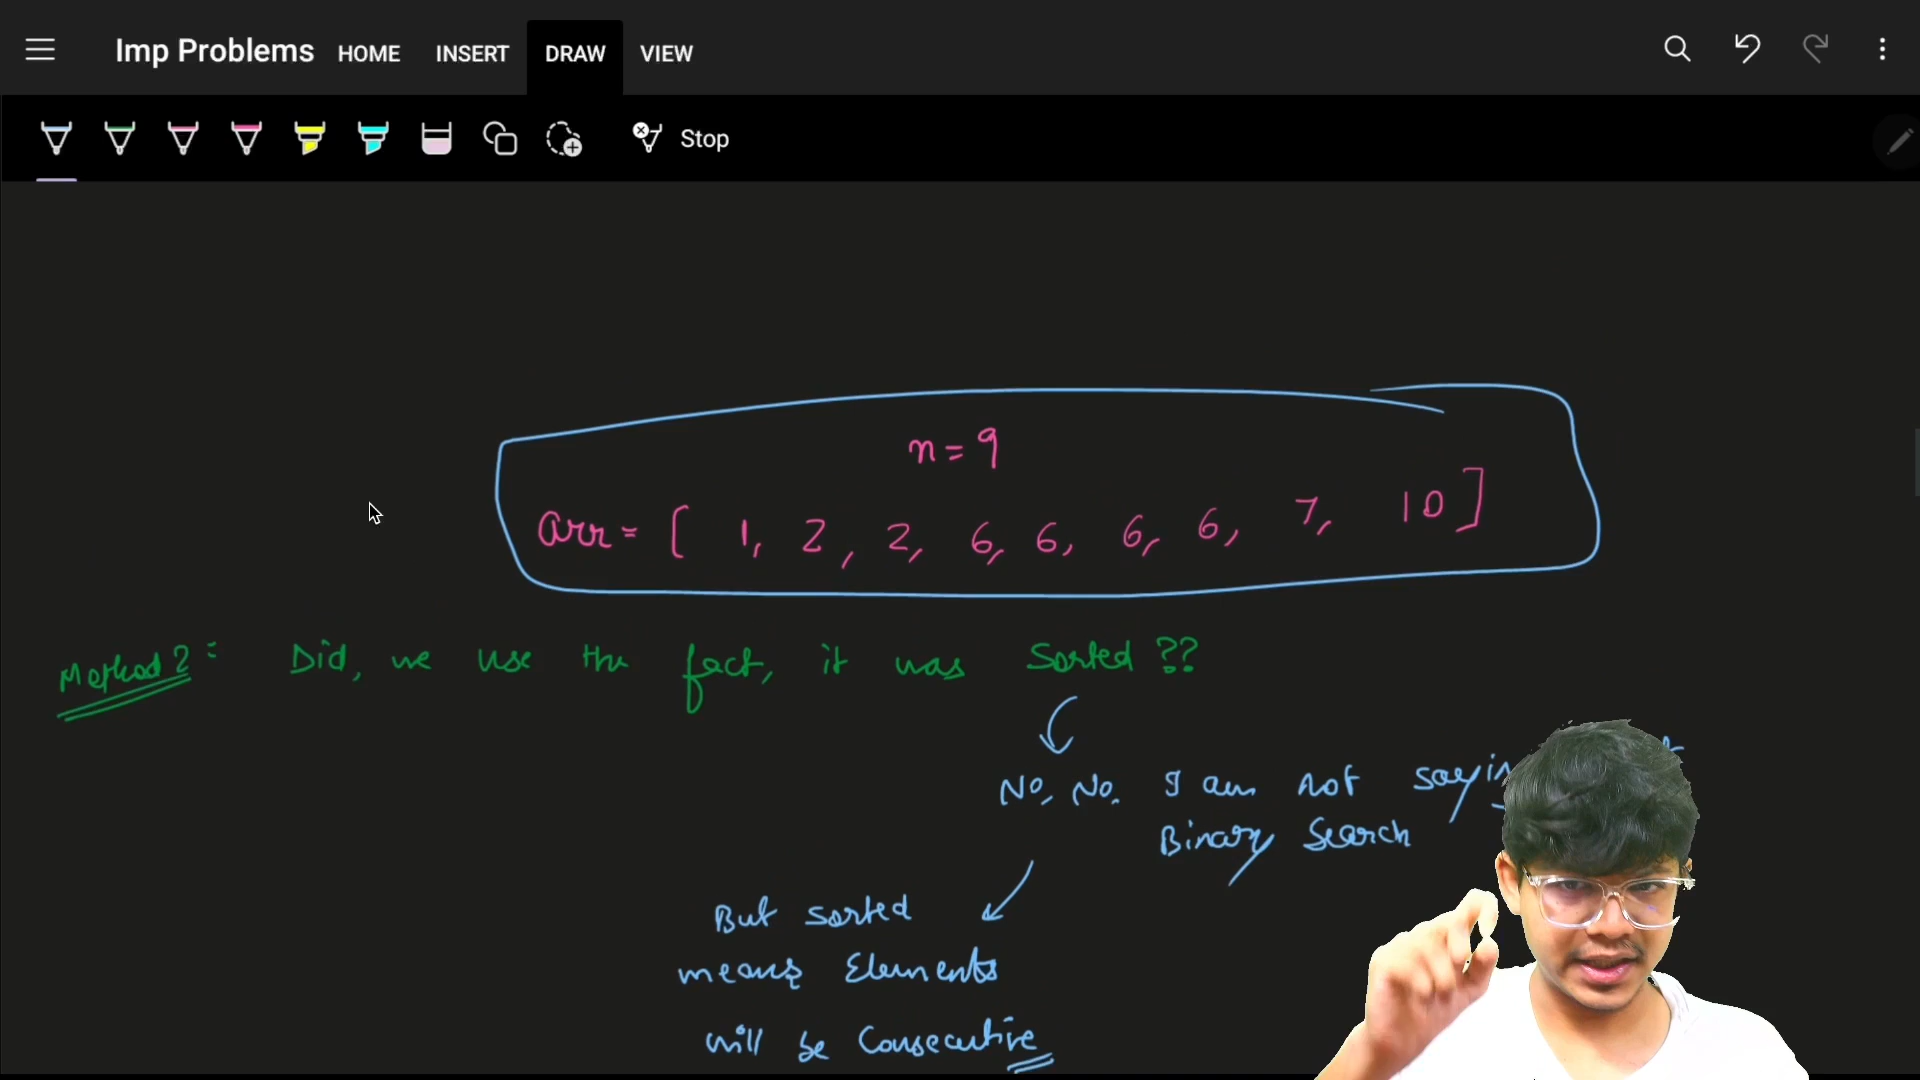 Imp Problems HOME INSERT DRAW VIEW
Stop
n = 9
arr = [ 1, 2, 2, 6, 6, 6, 6, 7, 10 ]
Method 2: Did, we use the fact, it was Sorted ??
No, No. I am not
Binary Search
But sorted
means Elements
will be Consecutive